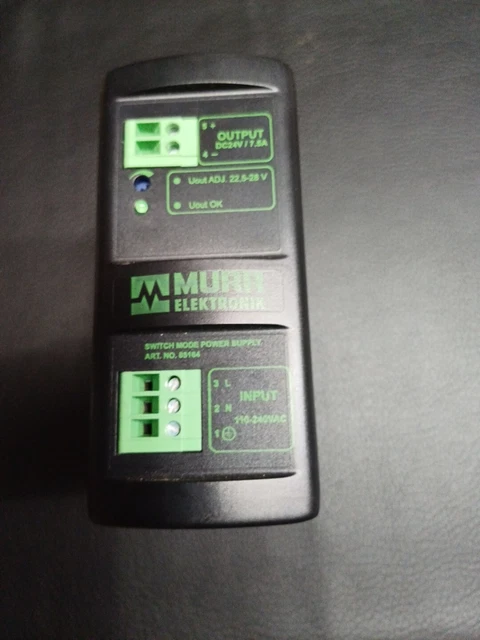 5 +
OUTPUT
DC24V / 7,5A
4 –
Uout ADJ. 22,5-28 V
Uout OK
MURR
ELEKTRONIK
SWITCH MODE POWER SUPPLY
ART. NO. 85164
3 L
INPUT
2 N
110-240VAC
1